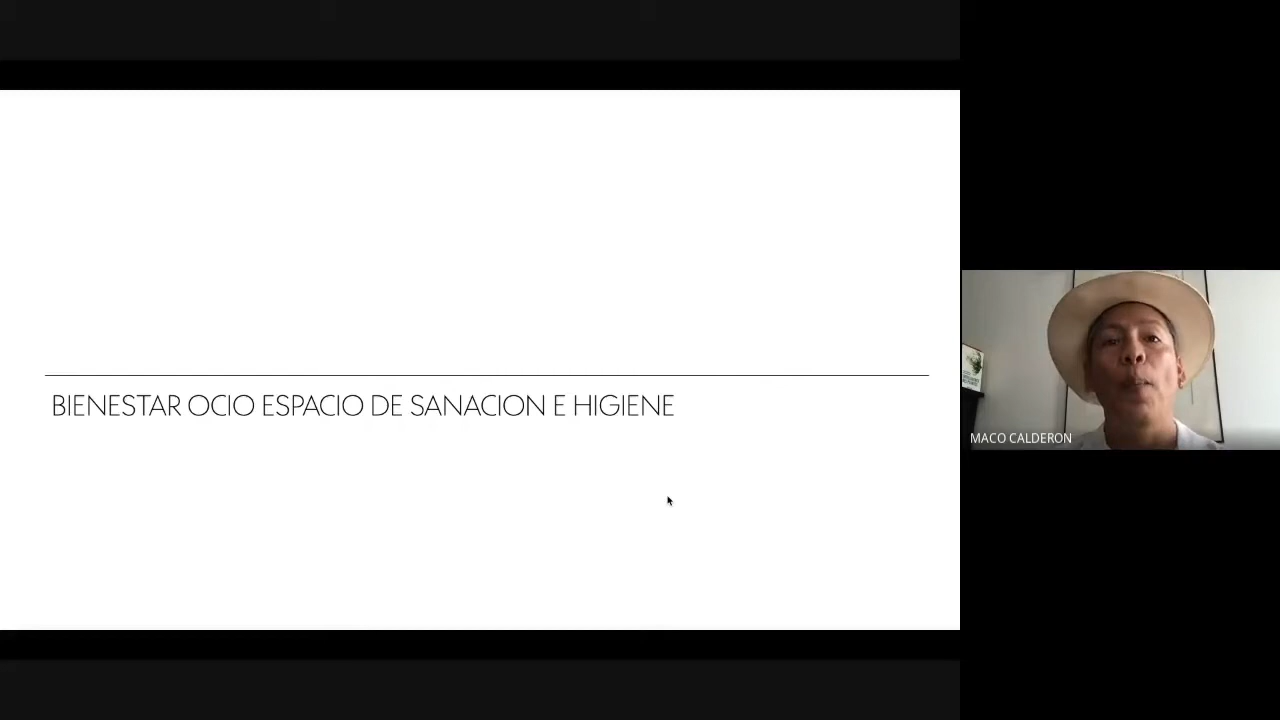 BIENESTAR OCIO ESPACIO DE SANACION E HIGIENE
MACO CALDERON